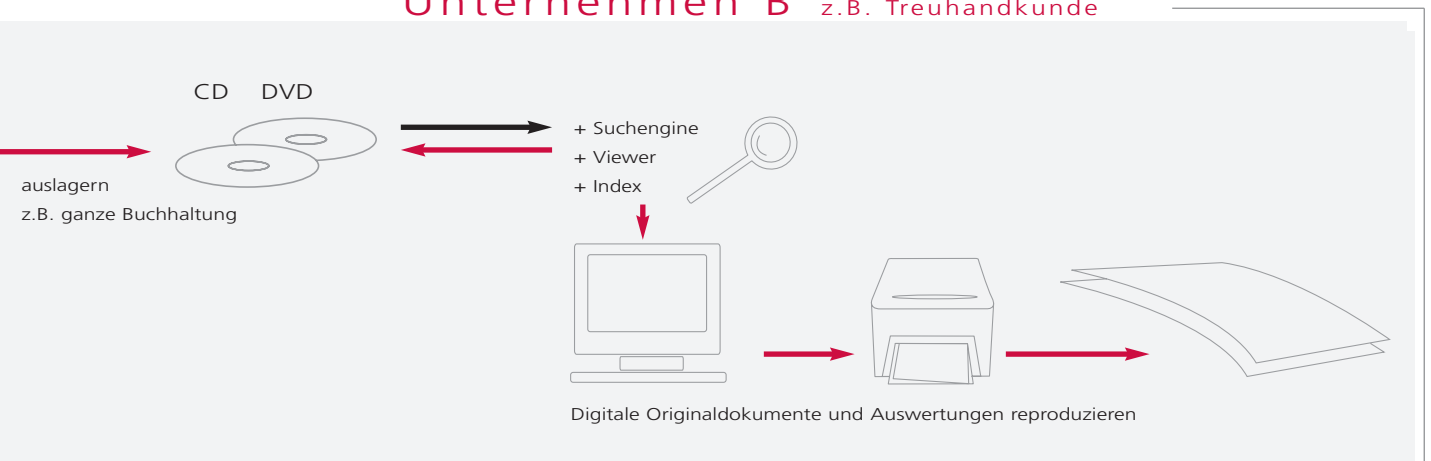 Unternehmen B z.B. Treuhandkunde
CD DVD
+ Suchengine
+ Viewer
+ Index
auslagern
z.B. ganze Buchhaltung
Digitale Originaldokumente und Auswertungen reproduzieren